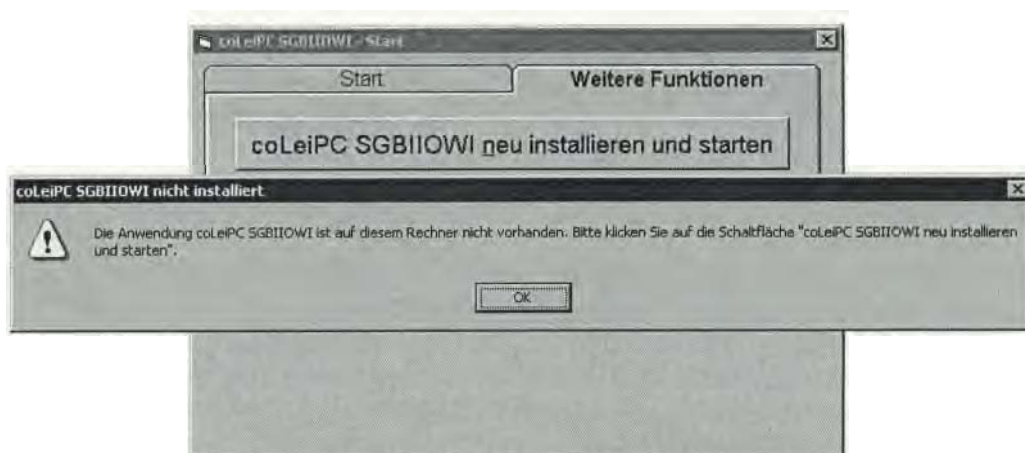 coLeiPC SGBIIOWI - Start
Start
Weitere Funktionen
coLeiPC SGBIIOWI neu installieren und starten
coLeiPC SGBIIOWI nicht installiert
Die Anwendung coLeiPC SGBIIOWI ist auf diesem Rechner nicht vorhanden. Bitte klicken Sie auf die Schaltfläche "coLeiPC SGBIIOWI neu installieren
und starten".
OK